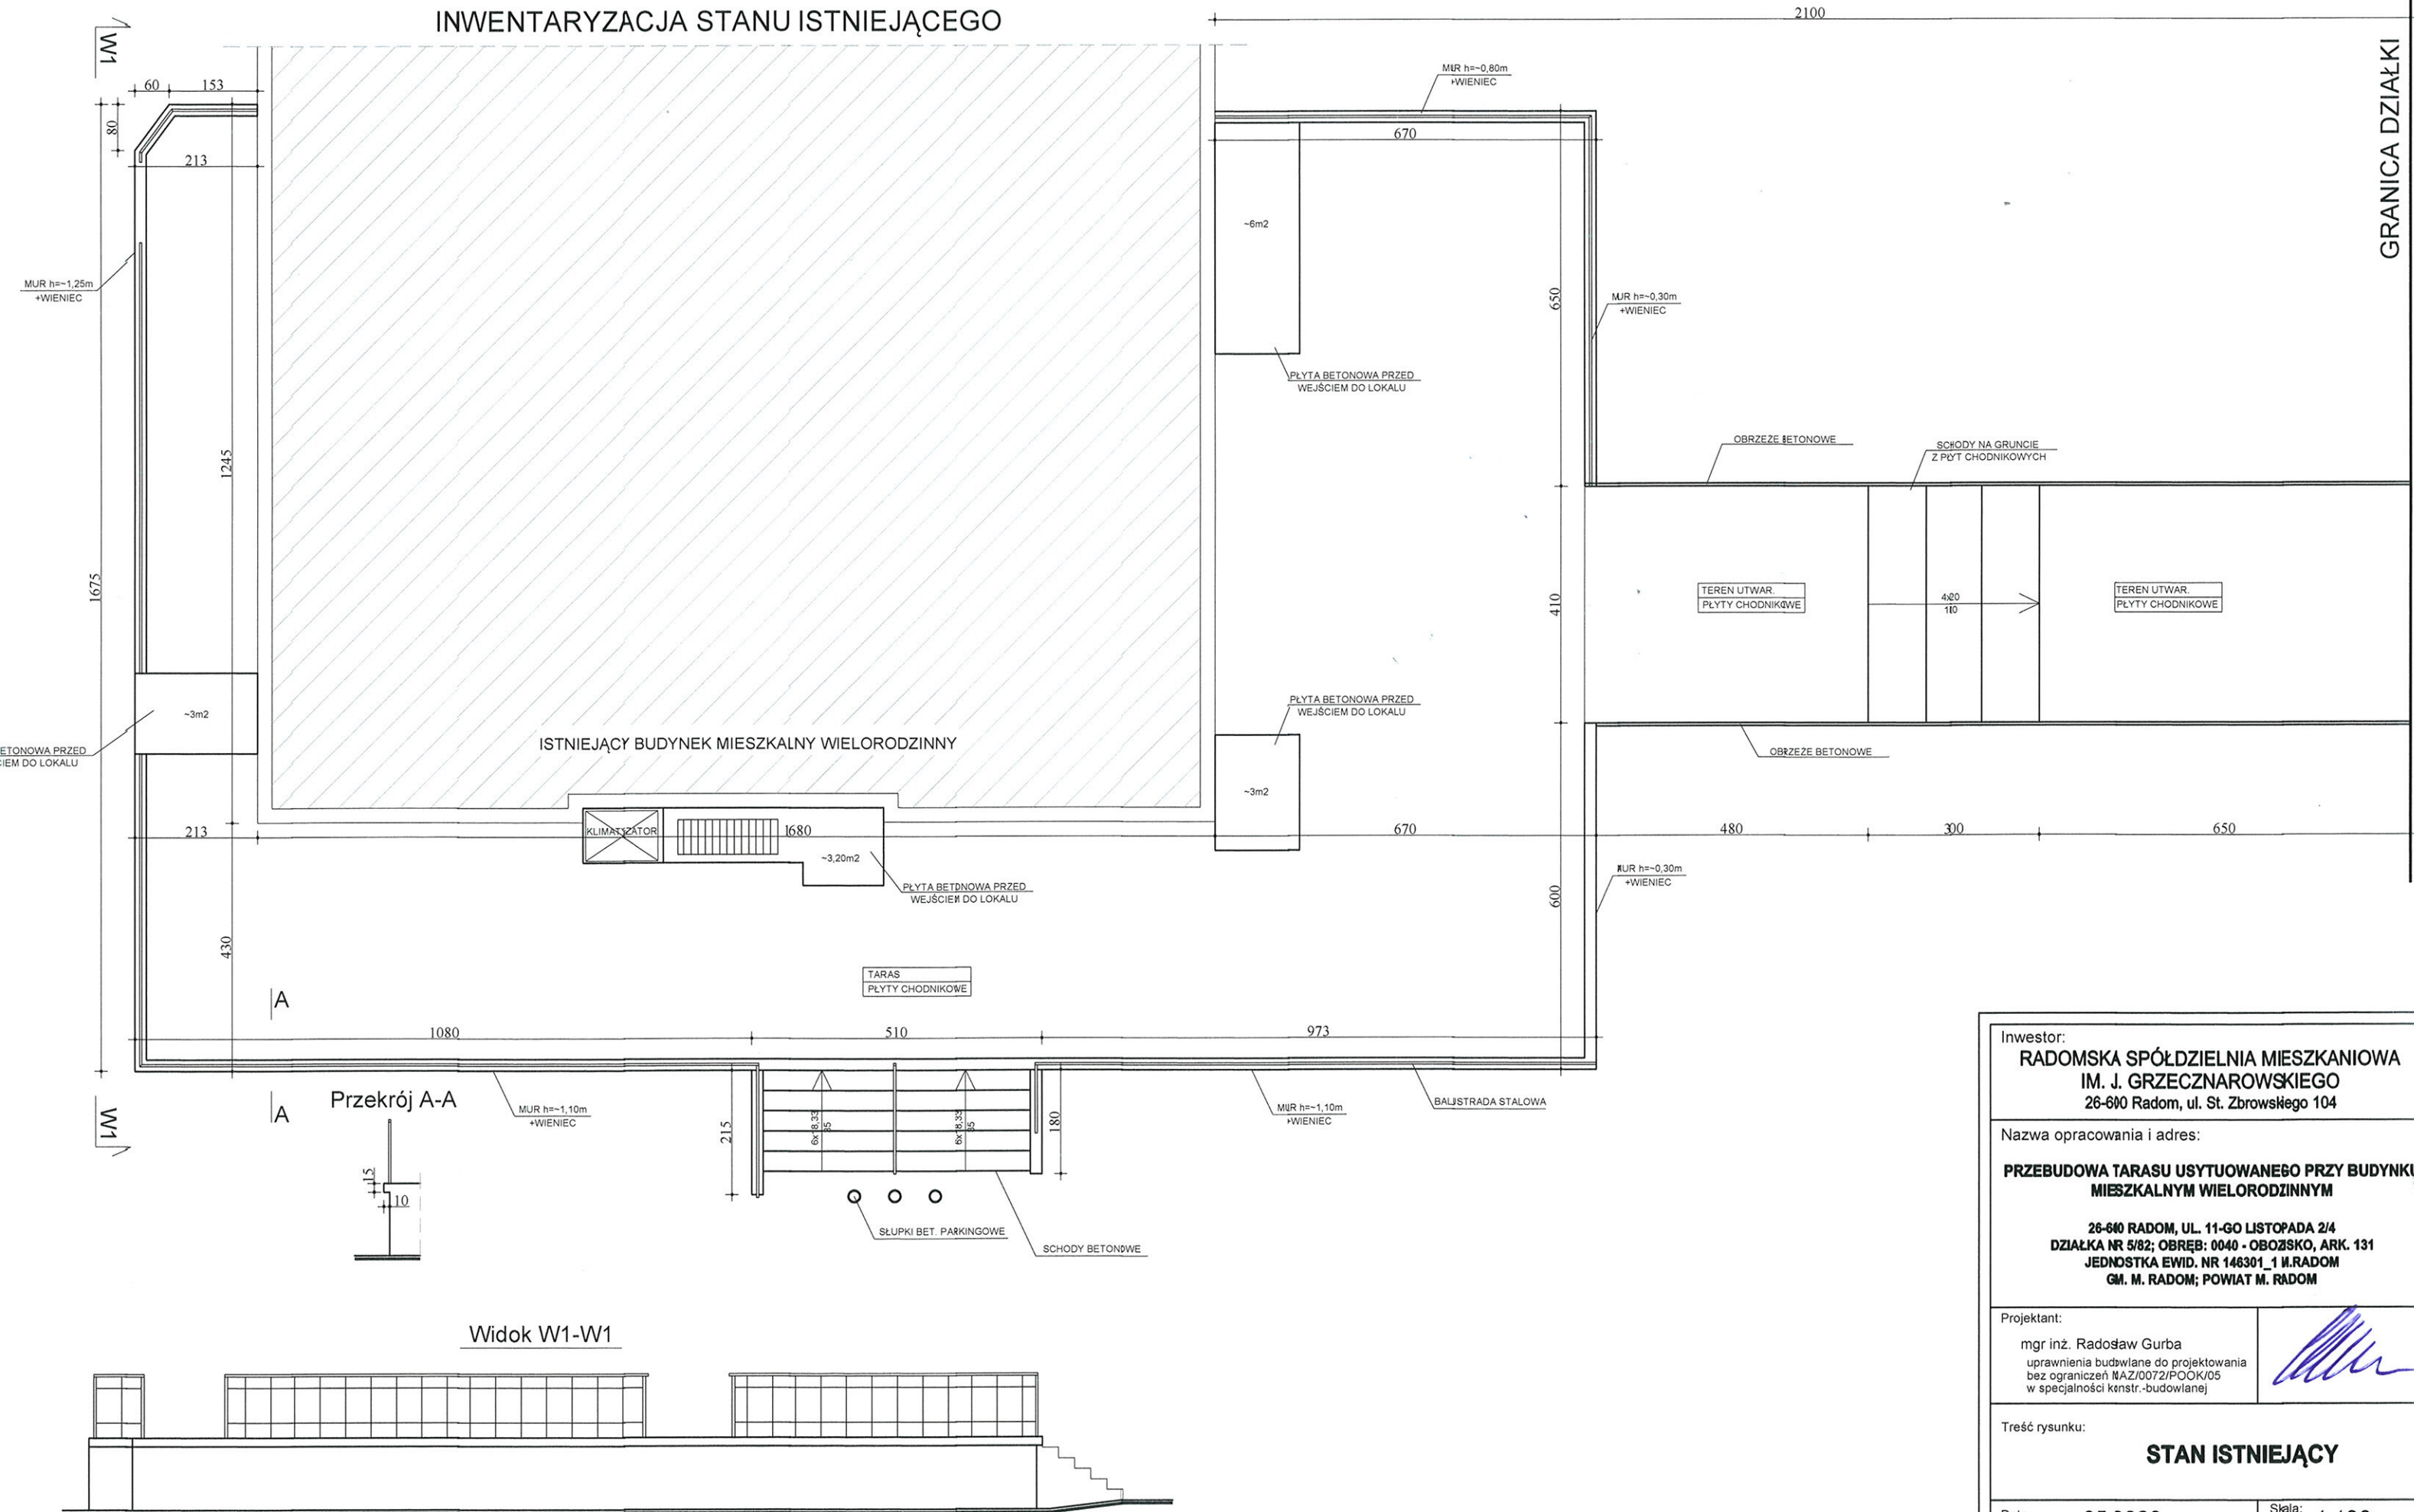 INWENTARYZACJA STANU ISTNIEJĄCEGO
2100
W1
GRANICA DZIAŁKI
60
153
80
213
MUR h=~0,80m
+WIENIEC
670
~6m2
MUR h=~1,25m
+WIENIEC
650
MUR h=~0,30m
+WIENIEC
PŁYTA BETONOWA PRZED
WEJŚCIEM DO LOKALU
OBRZEŻE BETONOWE
SCHODY NA GRUNCIE
Z PŁYT CHODNIKOWYCH
1245
1675
410
TEREN UTWAR.
PŁYTY CHODNIKOWE
4x20
TEREN UTWAR.
PŁYTY CHODNIKOWE
~3m2
ETONOWA PRZED
IEM DO LOKALU
PŁYTA BETONOWA PRZED
WEJŚCIEM DO LOKALU
ISTNIEJĄCY BUDYNEK MIESZKALNY WIELORODZINNY
OBRZEŻE BETONOWE
~3m2
213
KLIMATYZATOR
1680
670
480
300
650
~3,20m2
PŁYTA BETONOWA PRZED
WEJŚCIEM DO LOKALU
MUR h=~0,30m
+WIENIEC
600
430
TARAS
PŁYTY CHODNIKOWE
A
1080
510
973
A
Przekrój A-A
W1
MUR h=~1,10m
+WIENIEC
215
6x18,33
35
6x18,33
35
180
MUR h=~1,10m
+WIENIEC
BALUSTRADA STALOWA
15
10
SŁUPKI BET. PARKINGOWE
SCHODY BETONOWE
Widok W1-W1
Inwestor:
RADOMSKA SPÓŁDZIELNIA MIESZKANIOWA
IM. J. GRZECZNAROWSKIEGO
26-600 Radom, ul. St. Zbrowskiego 104
Nazwa opracowania i adres:
PRZEBUDOWA TARASU USYTUOWANEGO PRZY BUDYNKU
MIESZKALNYM WIELORODZINNYM
26-600 RADOM, UL. 11-GO LISTOPADA 2/4
DZIAŁKA NR 5/82; OBRĘB: 0040 - OBOZISKO, ARK. 131
JEDNOSTKA EWID. NR 146301_1 M.RADOM
GM. M. RADOM; POWIAT M. RADOM
Projektant:
mgr inż. Radosław Gurba
uprawnienia budowlane do projektowania
bez ograniczeń MAZ/0072/POOK/05
w specjalności konstr.-budowlanej
Treść rysunku:
STAN ISTNIEJĄCY
Skala: